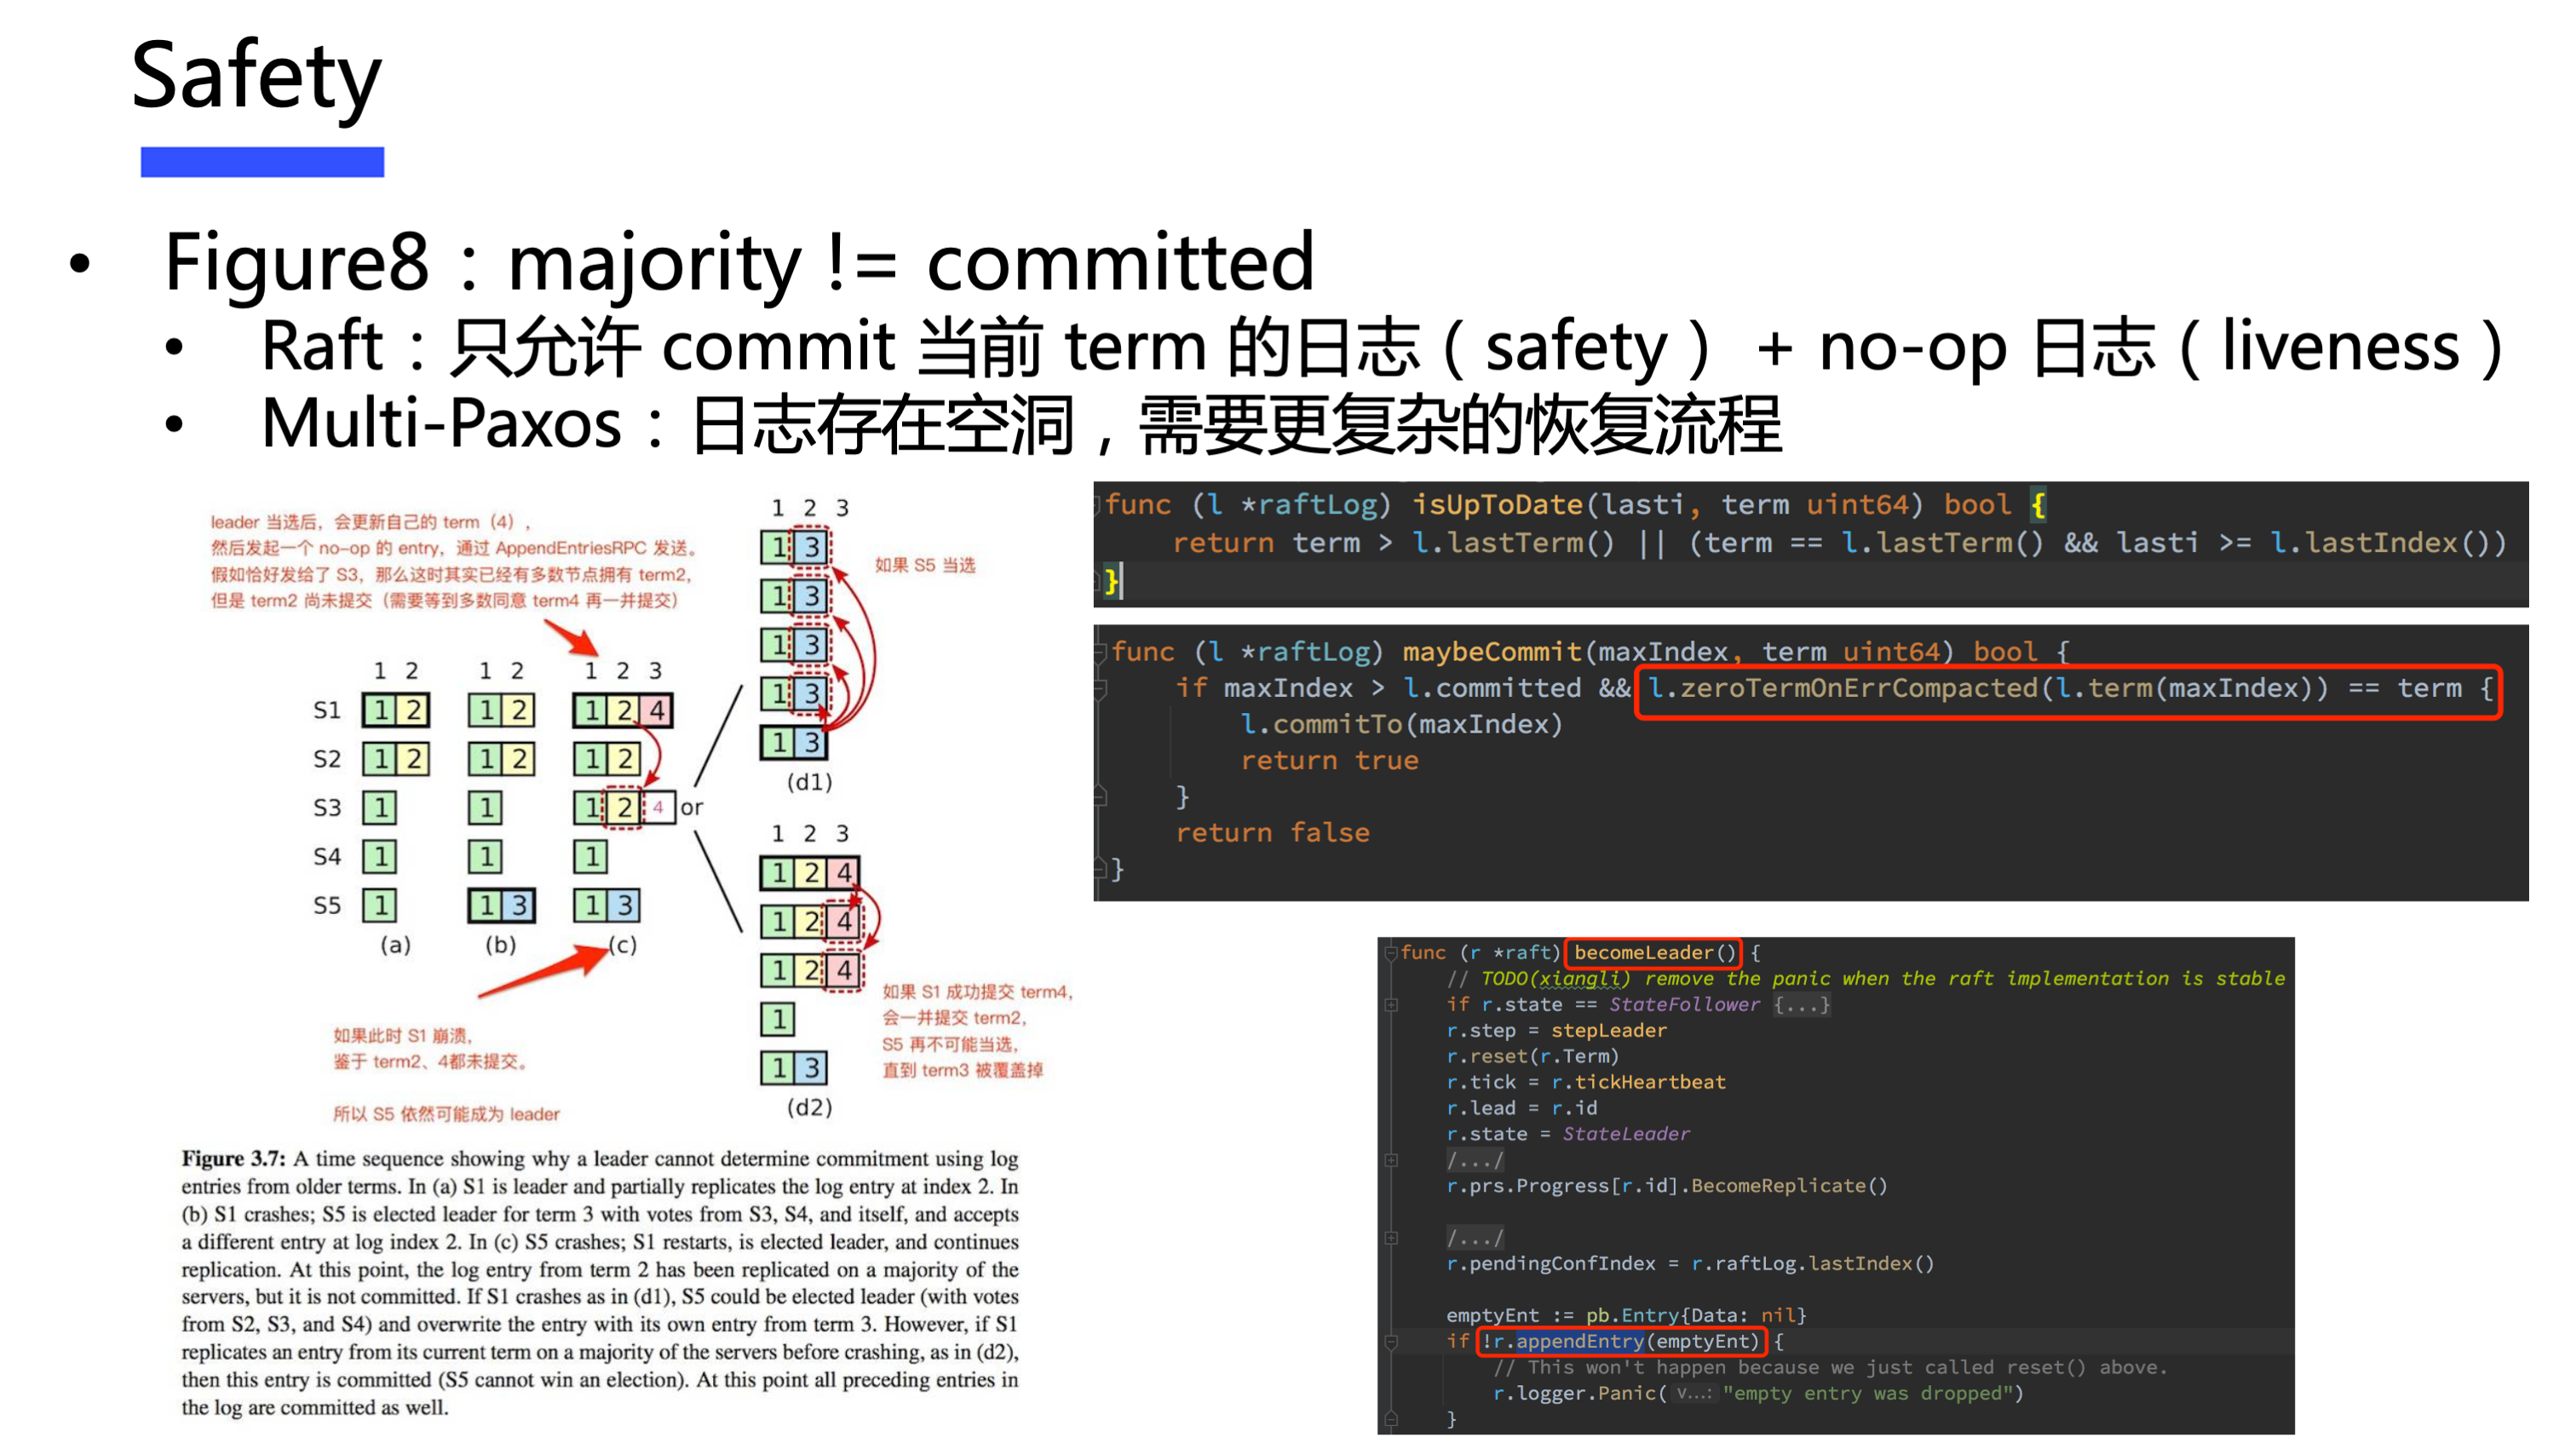 Safety
• Figure8：majority != committed
• Raft：只允许 commit 当前 term 的日志（safety） + no-op 日志（liveness）
• Multi-Paxos：日志存在空洞，需要更复杂的恢复流程
leader 当选后，会更新自己的 term（4），
然后发起一个 no-op 的 entry，通过 AppendEntriesRPC 发送。
假如恰好发给了 S3，那么这时其实已经有多数节点拥有 term2，
但是 term2 尚未提交（需要等到多数同意 term4 再一并提交）
1 2
1 2
1 2 3
S1 1 2
1 2
1 2 4
S2 1 2
1 2
1 2
S3 1
1
1 2 4 or
S4 1
1
1
S5 1
1 3
1 3
(a)
(b)
(c)
如果此时 S1 崩溃，
鉴于 term2、4都未提交。
所以 S5 依然可能成为 leader
1 2 3
1 3
1 3
1 3
1 3
1 3
(d1)
如果 S5 当选
1 2 3
1 2 4
1 2 4
1 2 4
1
1 3
(d2)
如果 S1 成功提交 term4，
会一并提交 term2，
S5 再不可能当选，
直到 term3 被覆盖掉
Figure 3.7: A time sequence showing why a leader cannot determine commitment using log
entries from older terms. In (a) S1 is leader and partially replicates the log entry at index 2. In
(b) S1 crashes; S5 is elected leader for term 3 with votes from S3, S4, and itself, and accepts
a different entry at log index 2. In (c) S5 crashes; S1 restarts, is elected leader, and continues
replication. At this point, the log entry from term 2 has been replicated on a majority of the
servers, but it is not committed. If S1 crashes as in (d1), S5 could be elected leader (with votes
from S2, S3, and S4) and overwrite the entry with its own entry from term 3. However, if S1
replicates an entry from its current term on a majority of the servers before crashing, as in (d2),
then this entry is committed (S5 cannot win an election). At this point all preceding entries in
the log are committed as well.
func (l *raftLog) isUpToDate(lasti, term uint64) bool {
return term > l.lastTerm() || (term == l.lastTerm() && lasti >= l.lastIndex())
}
func (l *raftLog) maybeCommit(maxIndex, term uint64) bool {
if maxIndex > l.committed && l.zeroTermOnErrCompacted(l.term(maxIndex)) == term {
l.commitTo(maxIndex)
return true
}
return false
}
func (r *raft) becomeLeader() {
// TODO(xiangli) remove the panic when the raft implementation is stable
if r.state == StateFollower {...}
r.step = stepLeader
r.reset(r.Term)
r.tick = r.tickHeartbeat
r.lead = r.id
r.state = StateLeader
/.../
r.prs.Progress[r.id].BecomeReplicate()
/.../
r.pendingConfIndex = r.raftLog.lastIndex()
emptyEnt := pb.Entry{Data: nil}
if !r.appendEntry(emptyEnt) {
// This won't happen because we just called reset() above.
r.logger.Panic( v...: "empty entry was dropped")
}